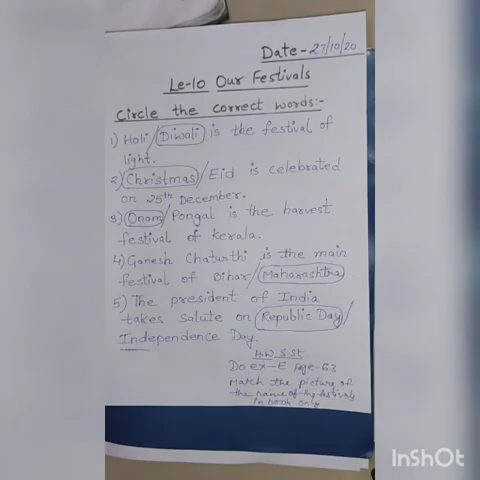 Date-27/10/20
Le-10 Our Festivals
Circle the correct words:-
1) Holi/Diwali is the festival of
light.
2) Christmas/Eid is celebrated
on 25th December.
3) Onam/Pongal is the harvest
festival of Kerala.
4) Ganesh Chaturthi is the main
festival of Bihar/Maharashtra
5) The president of India
takes salute on Republic Day/
Independence Day.
H.W S.St
Do ex-E Page-63
Match the picture of
the name of the festivals
in book only
InShOt